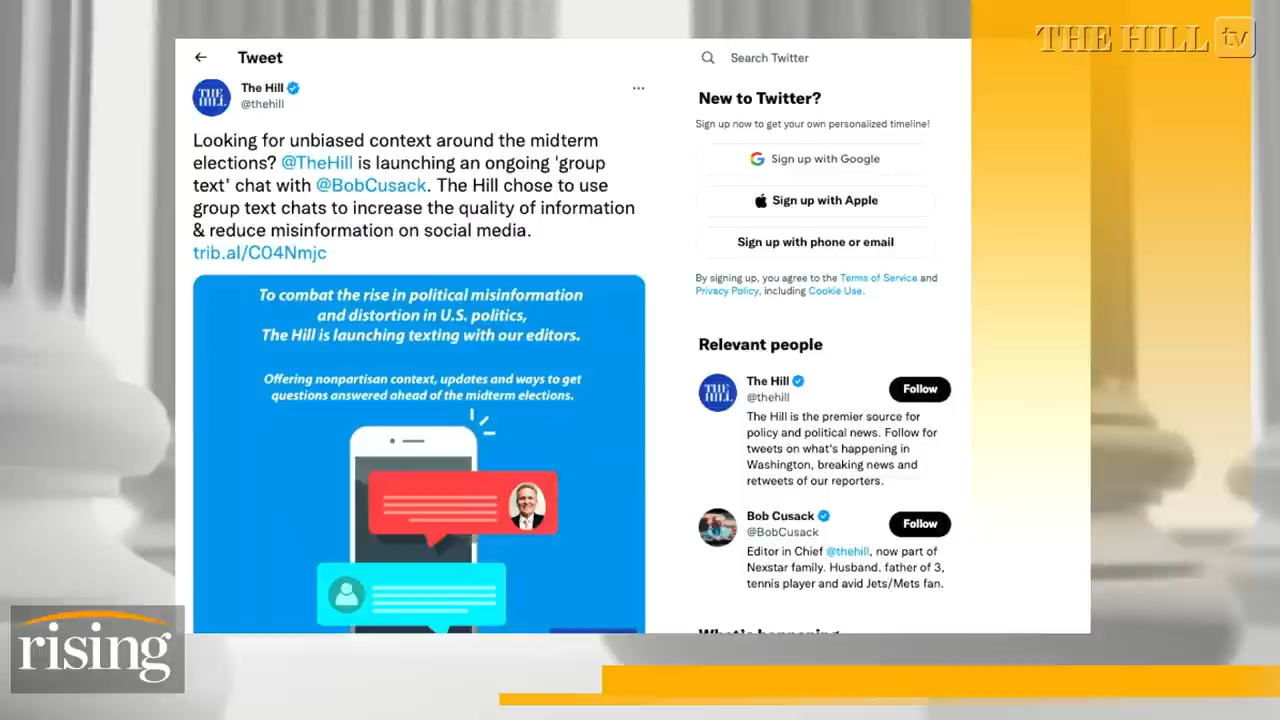 THE HILL tv
Tweet
The Hill
@thehill
Looking for unbiased context around the midterm
elections? @TheHill is launching an ongoing 'group
text' chat with @BobCusack. The Hill chose to use
group text chats to increase the quality of information
& reduce misinformation on social media.
trib.al/C04Nmjc
THE
HILL
To combat the rise in political misinformation
and distortion in U.S. politics,
The Hill is launching texting with our editors.
Offering nonpartisan context, updates and ways to get
questions answered ahead of the midterm elections.
Search Twitter
New to Twitter?
Sign up now to get your own personalized timeline!
Sign up with Google
Sign up with Apple
Sign up with phone or email
By signing up, you agree to the Terms of Service and
Privacy Policy, including Cookie Use.
Relevant people
THE
HILL
The Hill
@thehill
Follow
The Hill is the premier source for
policy and political news. Follow for
tweets on what's happening in
Washington, breaking news and
retweets of our reporters.
Bob Cusack
@BobCusack
Follow
Editor in Chief @thehill, now part of
Nexstar family. Husband, father of 3,
tennis player and avid Jets/Mets fan.
What's happening
rising